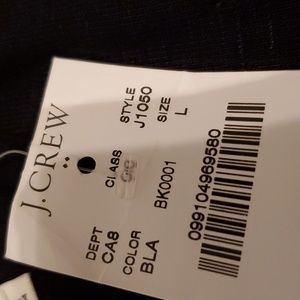 J.CREW
DEPT CLASS STYLE
CA8 J1050
COLOR SIZE
BLA BK0001 L
099104969580